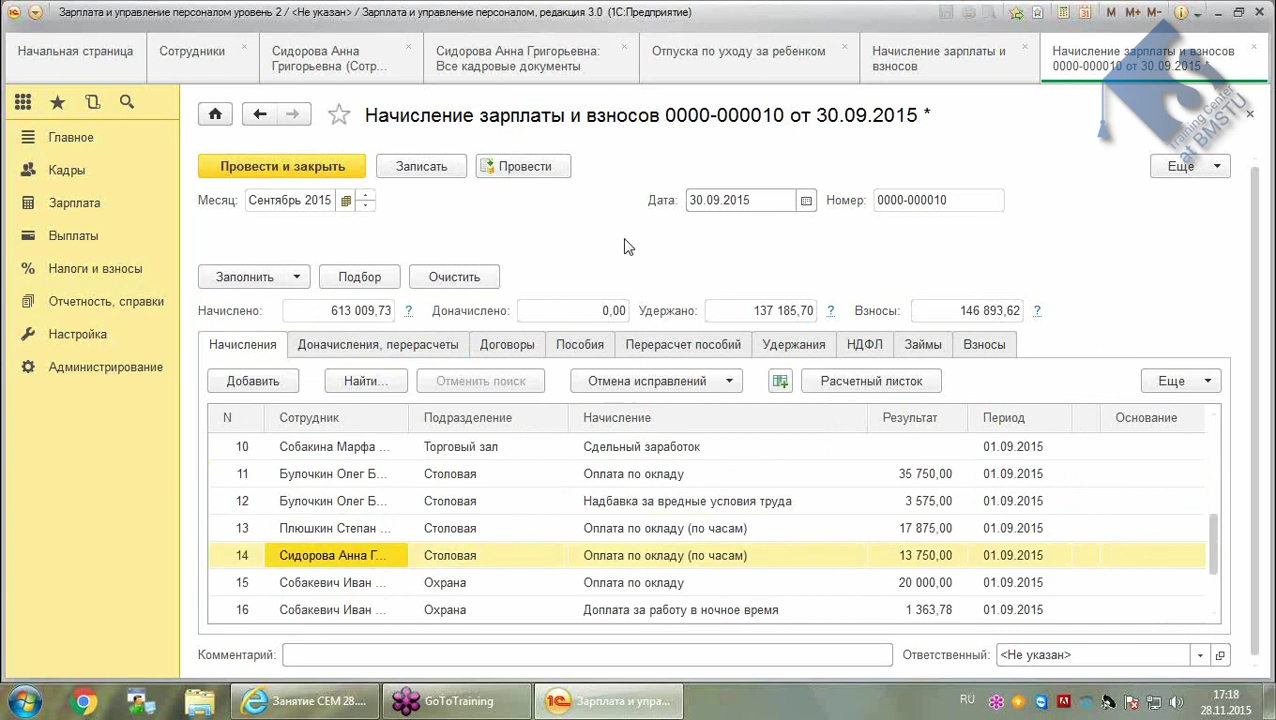 Зарплата и управление персоналом уровень 2 / <Не указан> / Зарплата и управление персоналом, редакция 3.0 (1С:Предприятие)
M M+ M-
Начальная страница
Сотрудники
Сидорова Анна
Григорьевна (Сотр...
Сидорова Анна Григорьевна:
Все кадровые документы
Отпуска по уходу за ребенком
Начисление зарплаты и
взносов
Начисление зарплаты и взносов
0000-000010 от 30.09.2015 *
Training Center
at BMSTU
Главное
Кадры
Зарплата
Выплаты
Налоги и взносы
Отчетность, справки
Настройка
Администрирование
Начисление зарплаты и взносов 0000-000010 от 30.09.2015 *
Провести и закрыть
Записать
Провести
Еще
Месяц: Сентябрь 2015
Дата: 30.09.2015
Номер: 0000-000010
Заполнить
Подбор
Очистить
Начислено: 613 009,73 ?
Доначислено: 0,00
Удержано: 137 185,70 ?
Взносы: 146 893,62 ?
Начисления
Доначисления, перерасчеты
Договоры
Пособия
Перерасчет пособий
Удержания
НДФЛ
Займы
Взносы
Добавить
Найти...
Отменить поиск
Отмена исправлений
Расчетный листок
Еще
N Сотрудник Подразделение Начисление Результат Период Основание
10 Собакина Марфа ... Торговый зал Сдельный заработок 01.09.2015
11 Булочкин Олег Б... Столовая Оплата по окладу 35 750,00 01.09.2015
12 Булочкин Олег Б... Столовая Надбавка за вредные условия труда 3 575,00 01.09.2015
13 Плюшкин Степан ... Столовая Оплата по окладу (по часам) 17 875,00 01.09.2015
14 Сидорова Анна Г... Столовая Оплата по окладу (по часам) 13 750,00 01.09.2015
15 Собакевич Иван ... Охрана Оплата по окладу 20 000,00 01.09.2015
16 Собакевич Иван ... Охрана Доплата за работу в ночное время 1 363,78 01.09.2015
Комментарий:
Ответственный: <Не указан>
Занятие СЕМ 28....
GoToTraining
Зарплата и упра...
RU
17:18
28.11.2015